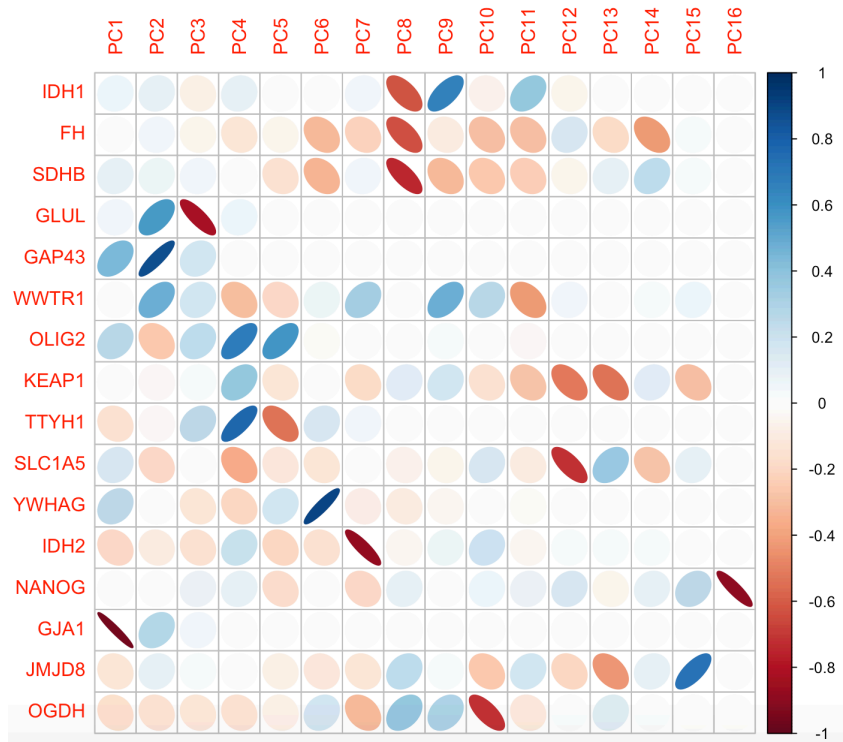 PC1 PC2 PC3 PC4 PC5 PC6 PC7 PC8 PC9 PC10 PC11 PC12 PC13 PC14 PC15 PC16
IDH1
FH
SDHB
GLUL
GAP43
WWTR1
OLIG2
KEAP1
TTYH1
SLC1A5
YWHAG
IDH2
NANOG
GJA1
JMJD8
OGDH
1
0.8
0.6
0.4
0.2
0
-0.2
-0.4
-0.6
-0.8
-1